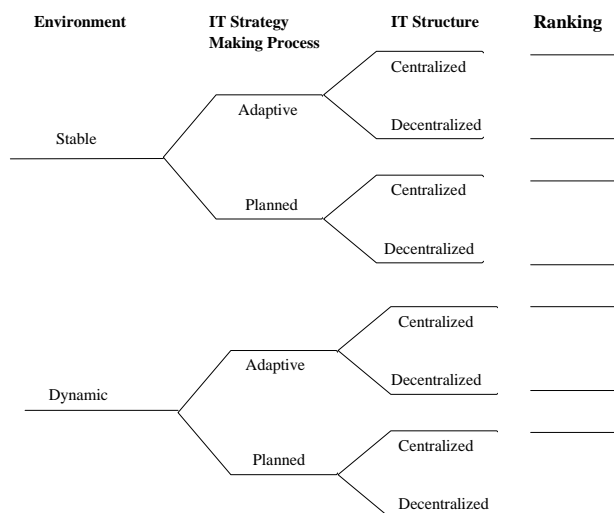 Environment
IT Strategy
Making Process
IT Structure
Ranking
Centralized
Adaptive
Decentralized
Stable
Centralized
Planned
Decentralized
Centralized
Adaptive
Decentralized
Dynamic
Centralized
Planned
Decentralized